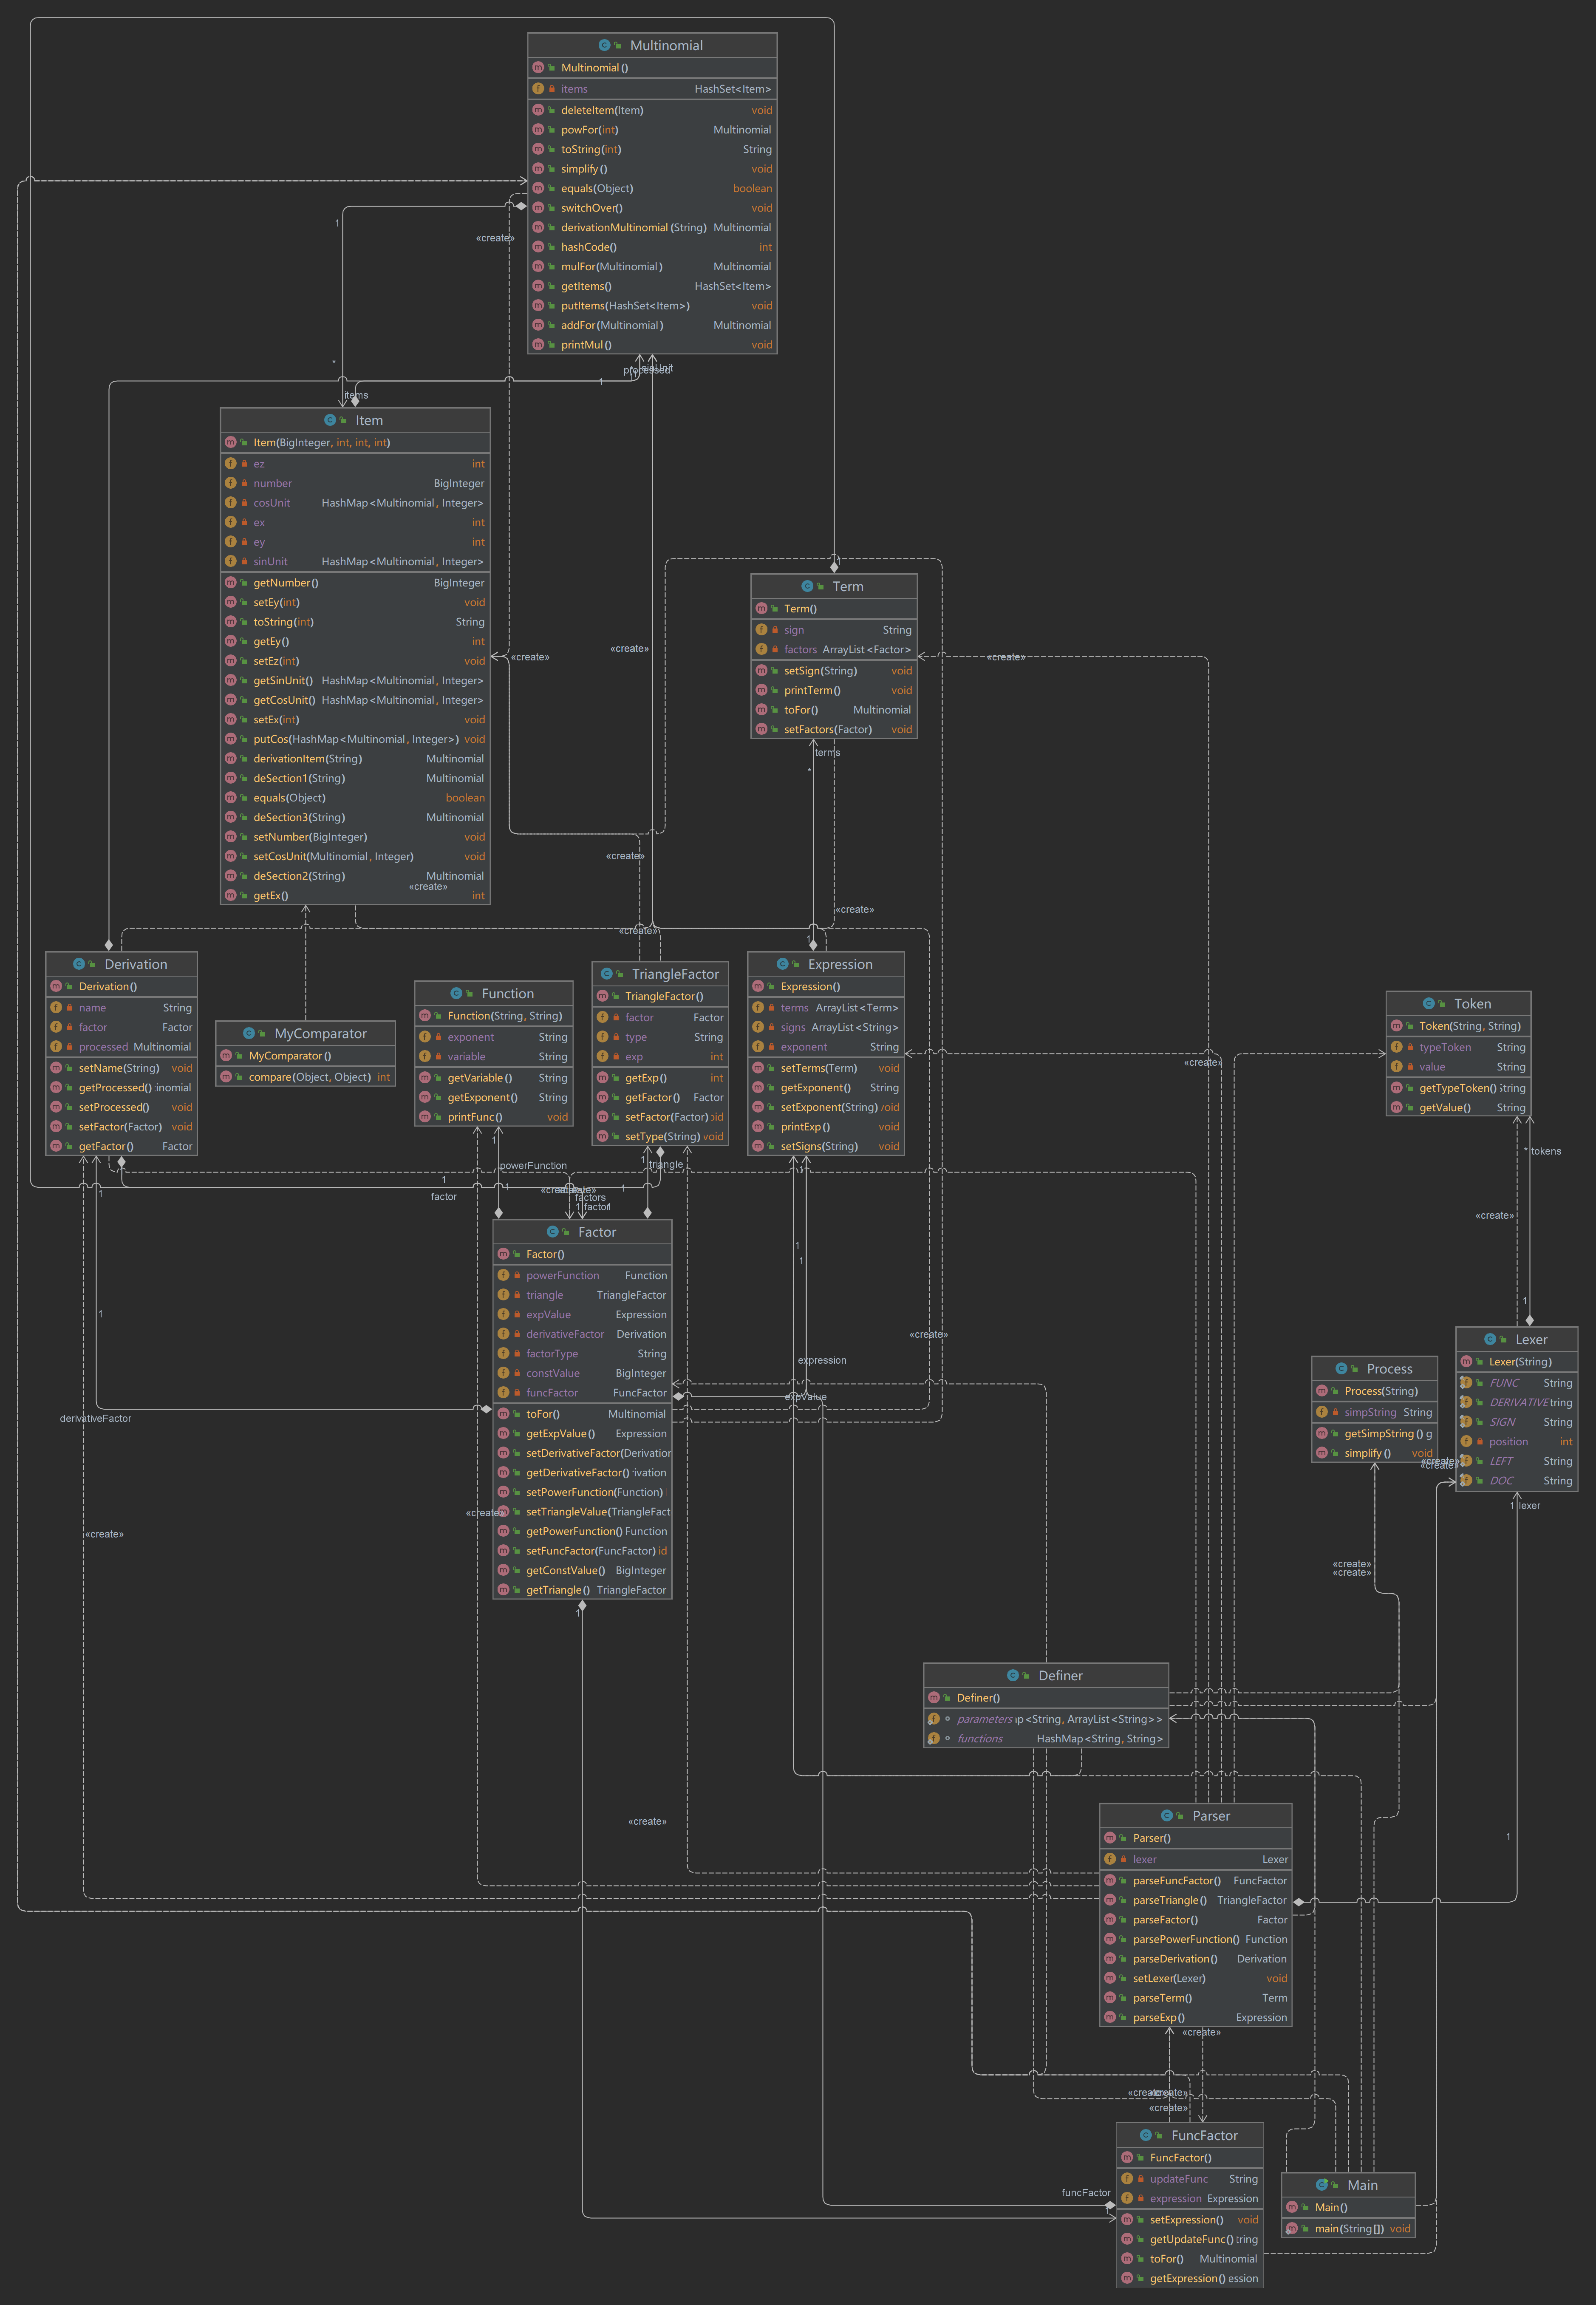 Multinomial
Multinomial()
items HashSet<Item>
deleteItem(Item) void
powFor(int) Multinomial
toString(int) String
simplify() void
equals(Object) boolean
switchOver() void
derivationMultinomial(String) Multinomial
hashCode() int
mulFor(Multinomial) Multinomial
getItems() HashSet<Item>
putItems(HashSet<Item>) void
addFor(Multinomial) Multinomial
printMul() void
«create»
1
*
items
processed
1
Item
Item(BigInteger, int, int, int)
ez int
number BigInteger
cosUnit HashMap<Multinomial, Integer>
ex int
ey int
sinUnit HashMap<Multinomial, Integer>
getNumber() BigInteger
setEy(int) void
toString(int) String
getEy() int
setEz(int) void
getSinUnit() HashMap<Multinomial, Integer>
getCosUnit() HashMap<Multinomial, Integer>
setEx(int) void
putCos(HashMap<Multinomial, Integer>) void
derivationItem(String) Multinomial
deSection1(String) Multinomial
equals(Object) boolean
deSection3(String) Multinomial
setNumber(BigInteger) void
setCosUnit(Multinomial, Integer) void
deSection2(String) Multinomial
«create»
getEx() int
Term
Term()
sign String
factors ArrayList<Factor>
setSign(String) void
printTerm() void
toFor() Multinomial
setFactors(Factor) void
«create»
«create»
«create»
terms
*
«create»
«create»
«create»
1
Derivation
Derivation()
name String
factor Factor
processed Multinomial
setName(String) void
getProcessed() :inomial
setProcessed() void
setFactor(Factor) void
getFactor() Factor
MyComparator
MyComparator()
compare(Object, Object) int
Function
Function(String, String)
exponent String
variable String
getVariable() String
getExponent() String
printFunc() void
TriangleFactor
TriangleFactor()
factor Factor
type String
exp int
getExp() int
getFactor() Factor
setFactor(Factor) oid
setType(String) void
Expression
Expression()
terms ArrayList<Term>
signs ArrayList<String>
exponent String
setTerms(Term) void
getExponent() String
setExponent(String) void
printExp() void
setSigns(String) void
«create»
Token
Token(String, String)
typeToken String
value String
getTypeToken() String
getValue() String
* tokens
«create»
1
1
powerFunction
1
triangle
1
factor
1
1
1
factors
1
factor
1
Factor
Factor()
powerFunction Function
triangle TriangleFactor
expValue Expression
derivativeFactor Derivation
factorType String
constValue BigInteger
funcFactor FuncFactor
toFor() Multinomial
getExpValue() Expression
setDerivativeFactor(Derivation
getDerivativeFactor() ivation
setPowerFunction(Function)
setTriangleValue(TriangleFact
getPowerFunction() Function
setFuncFactor(FuncFactor) id
getConstValue() BigInteger
getTriangle() TriangleFactor
1
1
1
derivativeFactor
1
expression
expValue
«create»
«create»
«create»
Process
Process(String)
simpString String
getSimpString() g
simplify() void
«create»
Lexer
Lexer(String)
FUNC String
DERIVATIVE tring
SIGN String
position int
LEFT String
DOC String
1 lexer
«create»
«create»
Definer
Definer()
parameters ıp<String, ArrayList<String>>
functions HashMap<String, String>
«create»
1
Parser
Parser()
lexer Lexer
parseFuncFactor() FuncFactor
parseTriangle() TriangleFactor
parseFactor() Factor
parsePowerFunction() Function
parseDerivation() Derivation
setLexer(Lexer) void
parseTerm() Term
parseExp() Expression
«create»
«create»
«create»
FuncFactor
FuncFactor()
updateFunc String
expression Expression
setExpression() void
getUpdateFunc() tring
toFor() Multinomial
getExpression() ession
funcFactor
Main
Main()
main(String[]) void